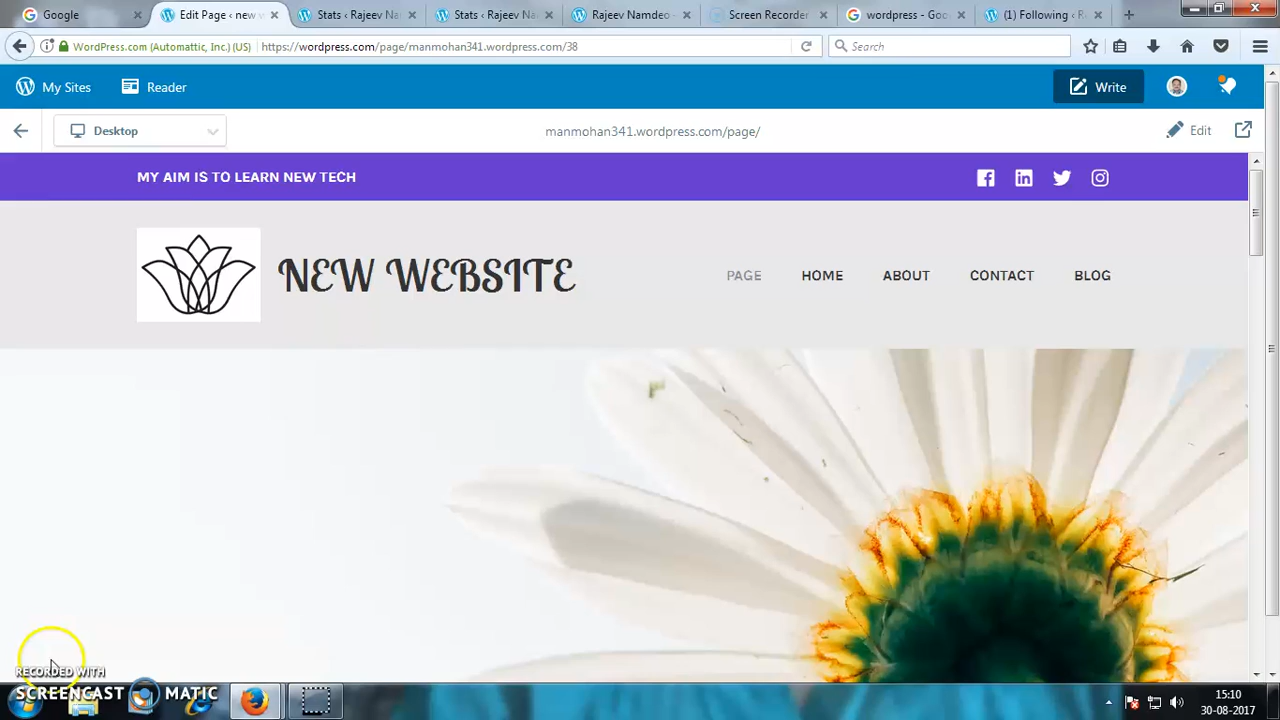 Google
Edit Page ‹ new w
Stats ‹ Rajeev Na
Stats ‹ Rajeev Na
Rajeev Namdeo -
Screen Recorder
wordpress - Goo
(1) Following ‹ R
WordPress.com (Automattic, Inc.) (US)
https://wordpress.com/page/manmohan341.wordpress.com/38
Search
My Sites
Reader
Write
Desktop
manmohan341.wordpress.com/page/
Edit
MY AIM IS TO LEARN NEW TECH
NEW WEBSITE
PAGE
HOME
ABOUT
CONTACT
BLOG
RECORDED WITH
SCREENCAST MATIC
15:10
30-08-2017